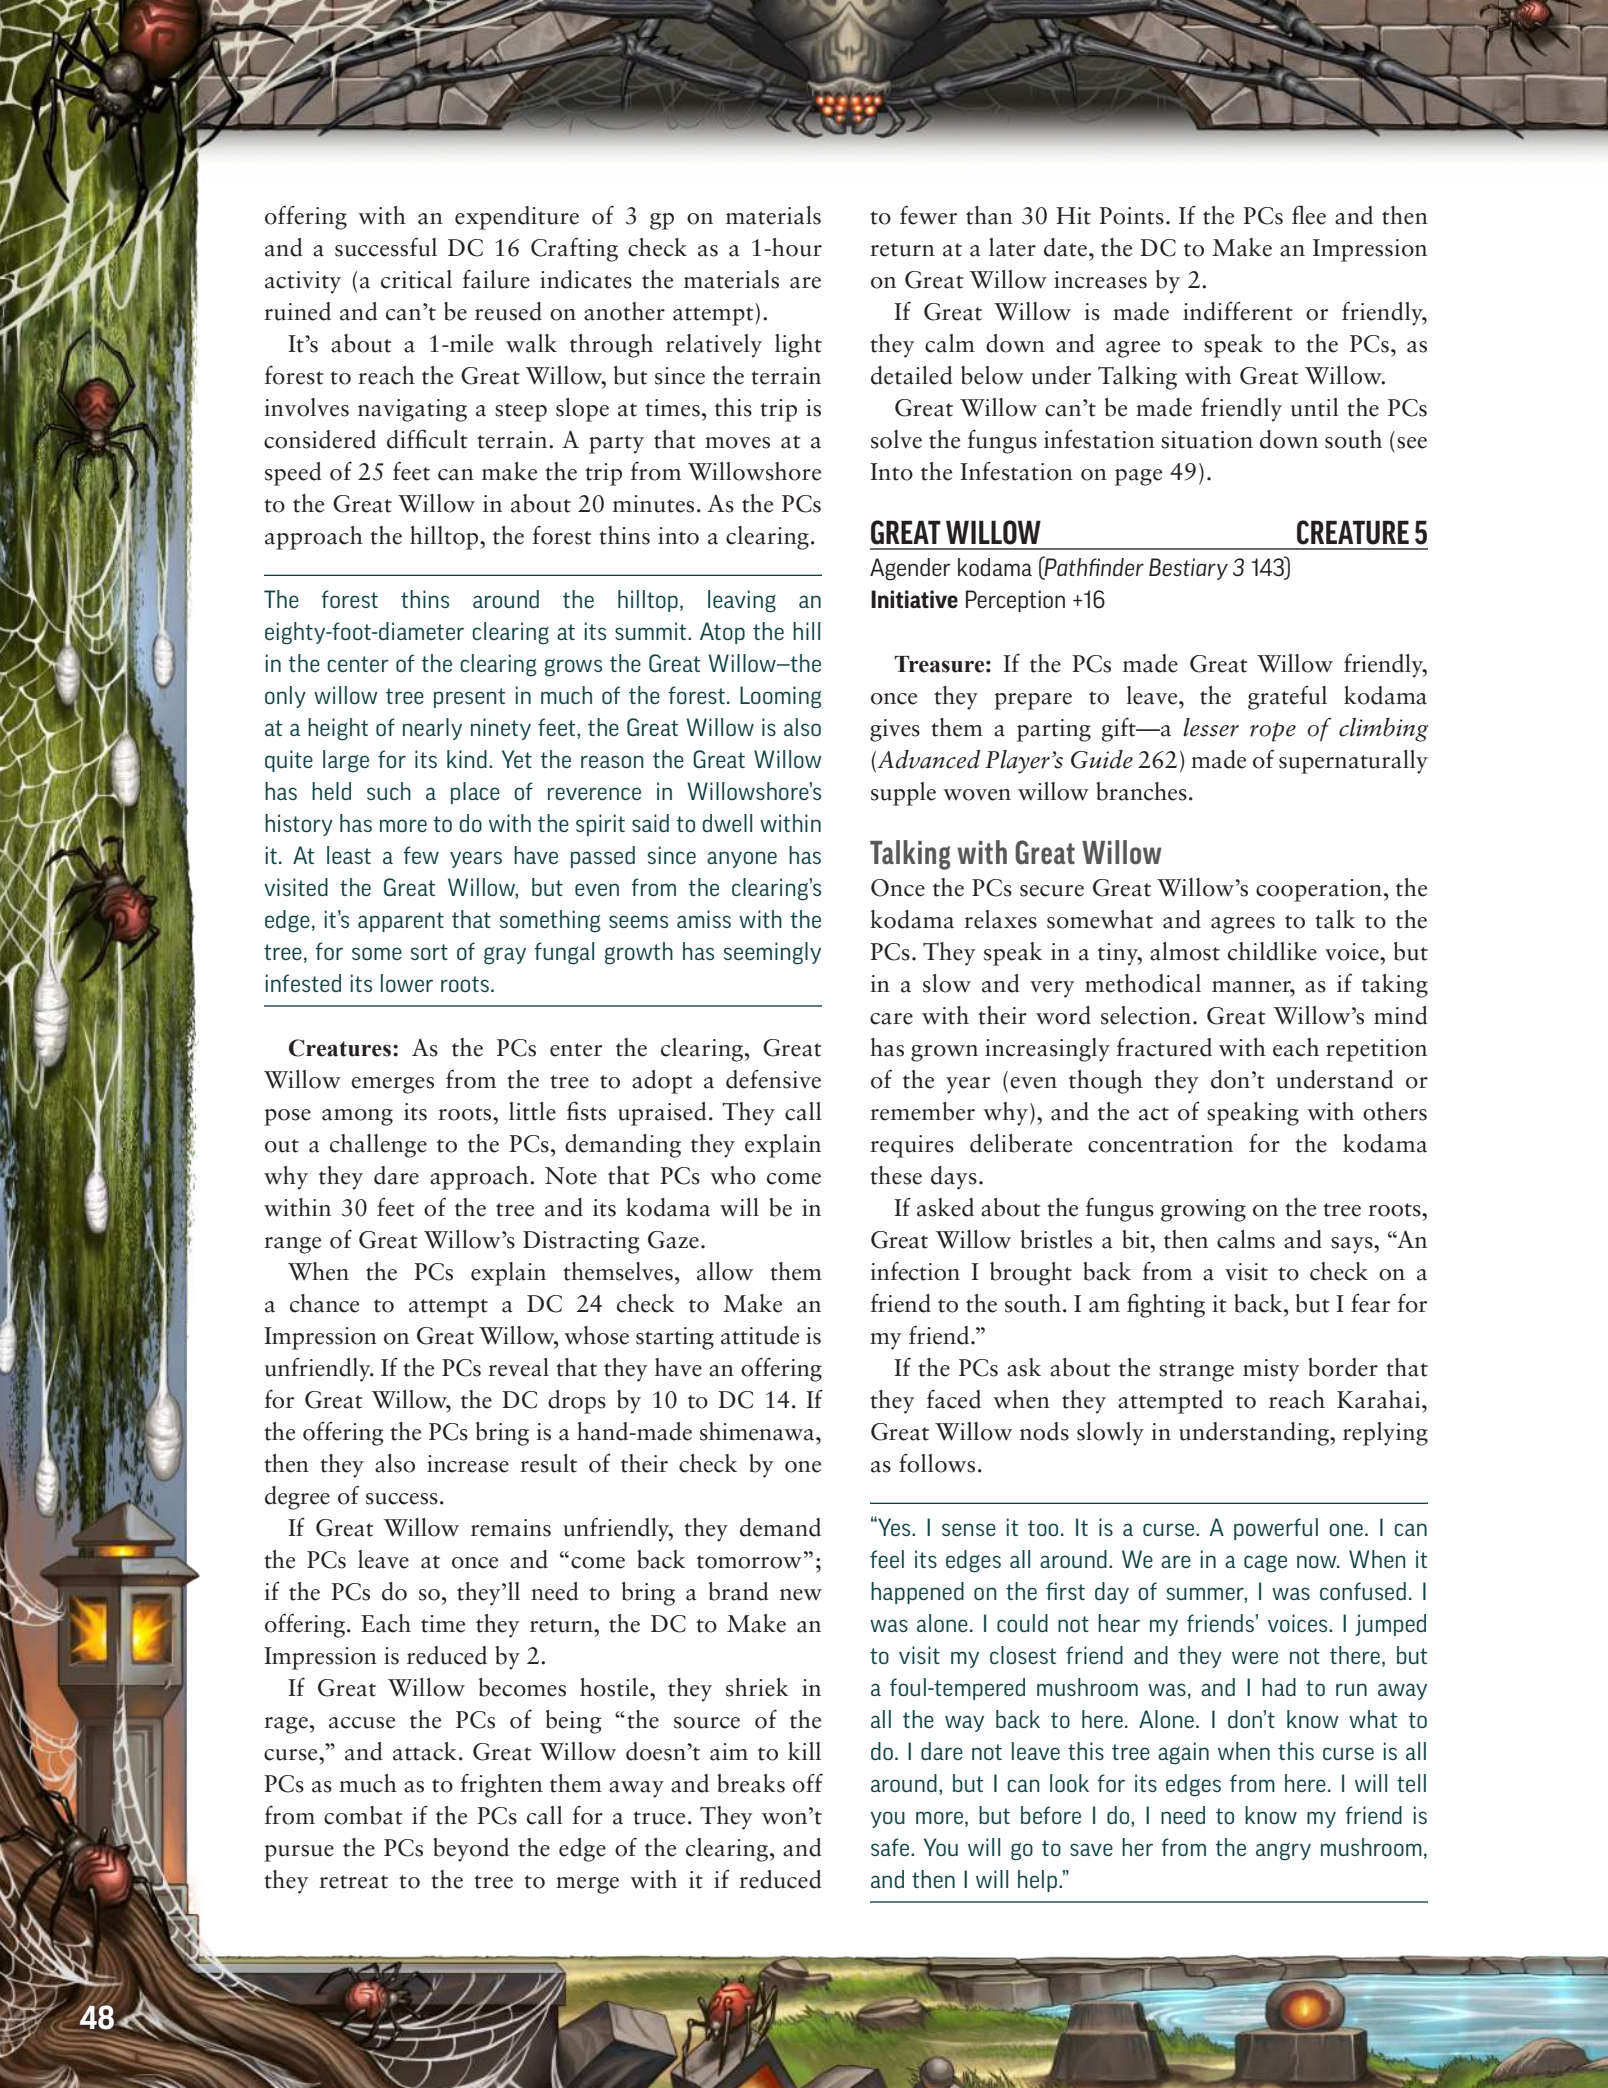 offering with an expenditure of 3 gp on materials
and a successful DC 16 Crafting check as a 1-hour
activity (a critical failure indicates the materials are
ruined and can’t be reused on another attempt).
It’s about a 1-mile walk through relatively light
forest to reach the Great Willow, but since the terrain
involves navigating a steep slope at times, this trip is
considered difficult terrain. A party that moves at a
speed of 25 feet can make the trip from Willowshore
to the Great Willow in about 20 minutes. As the PCs
approach the hilltop, the forest thins into a clearing.
The forest thins around the hilltop, leaving an
eighty-foot-diameter clearing at its summit. Atop the hill
in the center of the clearing grows the Great Willow—the
only willow tree present in much of the forest. Looming
at a height of nearly ninety feet, the Great Willow is also
quite large for its kind. Yet the reason the Great Willow
has held such a place of reverence in Willowshore’s
history has more to do with the spirit said to dwell within
it. At least a few years have passed since anyone has
visited the Great Willow, but even from the clearing’s
edge, it’s apparent that something seems amiss with the
tree, for some sort of gray fungal growth has seemingly
infested its lower roots.
Creatures: As the PCs enter the clearing, Great
Willow emerges from the tree to adopt a defensive
pose among its roots, little fists upraised. They call
out a challenge to the PCs, demanding they explain
why they dare approach. Note that PCs who come
within 30 feet of the tree and its kodama will be in
range of Great Willow’s Distracting Gaze.
When the PCs explain themselves, allow them
a chance to attempt a DC 24 check to Make an
Impression on Great Willow, whose starting attitude is
unfriendly. If the PCs reveal that they have an offering
for Great Willow, the DC drops by 10 to DC 14. If
the offering the PCs bring is a hand-made shimenawa,
then they also increase result of their check by one
degree of success.
If Great Willow remains unfriendly, they demand
the PCs leave at once and “come back tomorrow”;
if the PCs do so, they’ll need to bring a brand new
offering. Each time they return, the DC to Make an
Impression is reduced by 2.
If Great Willow becomes hostile, they shriek in
rage, accuse the PCs of being “the source of the
curse,” and attack. Great Willow doesn’t aim to kill
PCs as much as to frighten them away and breaks off
from combat if the PCs call for a truce. They won’t
pursue the PCs beyond the edge of the clearing, and
they retreat to the tree to merge with it if reduced
to fewer than 30 Hit Points. If the PCs flee and then
return at a later date, the DC to Make an Impression
on Great Willow increases by 2.
If Great Willow is made indifferent or friendly,
they calm down and agree to speak to the PCs, as
detailed below under Talking with Great Willow.
Great Willow can’t be made friendly until the PCs
solve the fungus infestation situation down south (see
Into the Infestation on page 49).
GREAT WILLOW CREATURE 5
Agender kodama (Pathfinder Bestiary 3 143)
Initiative Perception +16
Treasure: If the PCs made Great Willow friendly,
once they prepare to leave, the grateful kodama
gives them a parting gift—a lesser rope of climbing
(Advanced Player’s Guide 262) made of supernaturally
supple woven willow branches.
Talking with Great Willow
Once the PCs secure Great Willow’s cooperation, the
kodama relaxes somewhat and agrees to talk to the
PCs. They speak in a tiny, almost childlike voice, but
in a slow and very methodical manner, as if taking
care with their word selection. Great Willow’s mind
has grown increasingly fractured with each repetition
of the year (even though they don’t understand or
remember why), and the act of speaking with others
requires deliberate concentration for the kodama
these days.
If asked about the fungus growing on the tree roots,
Great Willow bristles a bit, then calms and says, “An
infection I brought back from a visit to check on a
friend to the south. I am fighting it back, but I fear for
my friend.”
If the PCs ask about the strange misty border that
they faced when they attempted to reach Karahai,
Great Willow nods slowly in understanding, replying
as follows.
“Yes. I sense it too. It is a curse. A powerful one. I can
feel its edges all around. We are in a cage now. When it
happened on the first day of summer, I was confused. I
was alone. I could not hear my friends’ voices. I jumped
to visit my closest friend and they were not there, but
a foul-tempered mushroom was, and I had to run away
all the way back to here. Alone. I don’t know what to
do. I dare not leave this tree again when this curse is all
around, but I can look for its edges from here. I will tell
you more, but before I do, I need to know my friend is
safe. You will go to save her from the angry mushroom,
and then I will help.”
48